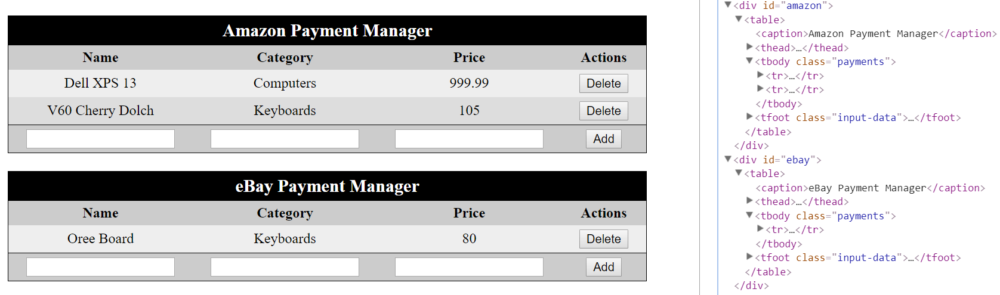 Amazon Payment Manager
Name Category Price Actions
Dell XPS 13 Computers 999.99 Delete
V60 Cherry Dolch Keyboards 105 Delete
Add
eBay Payment Manager
Name Category Price Actions
Oree Board Keyboards 80 Delete
Add
<div id="amazon">
<table>
<caption>Amazon Payment Manager</caption>
<thead>…</thead>
<tbody class="payments">
<tr>…</tr>
<tr>…</tr>
</tbody>
<tfoot class="input-data">…</tfoot>
</table>
</div>
<div id="ebay">
<table>
<caption>eBay Payment Manager</caption>
<thead>…</thead>
<tbody class="payments">
<tr>…</tr>
</tbody>
<tfoot class="input-data">…</tfoot>
</table>
</div>